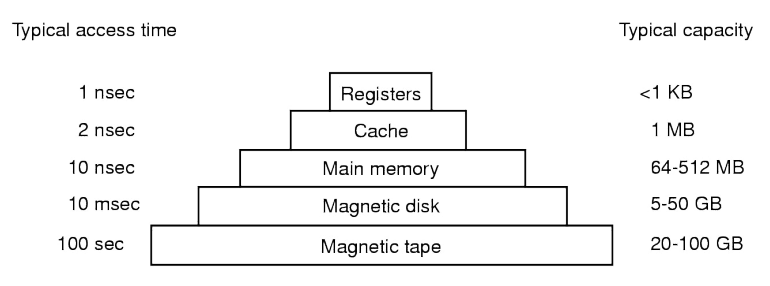 Typical access time Typical capacity
1 nsec Registers <1 KB
2 nsec Cache 1 MB
10 nsec Main memory 64-512 MB
10 msec Magnetic disk 5-50 GB
100 sec Magnetic tape 20-100 GB